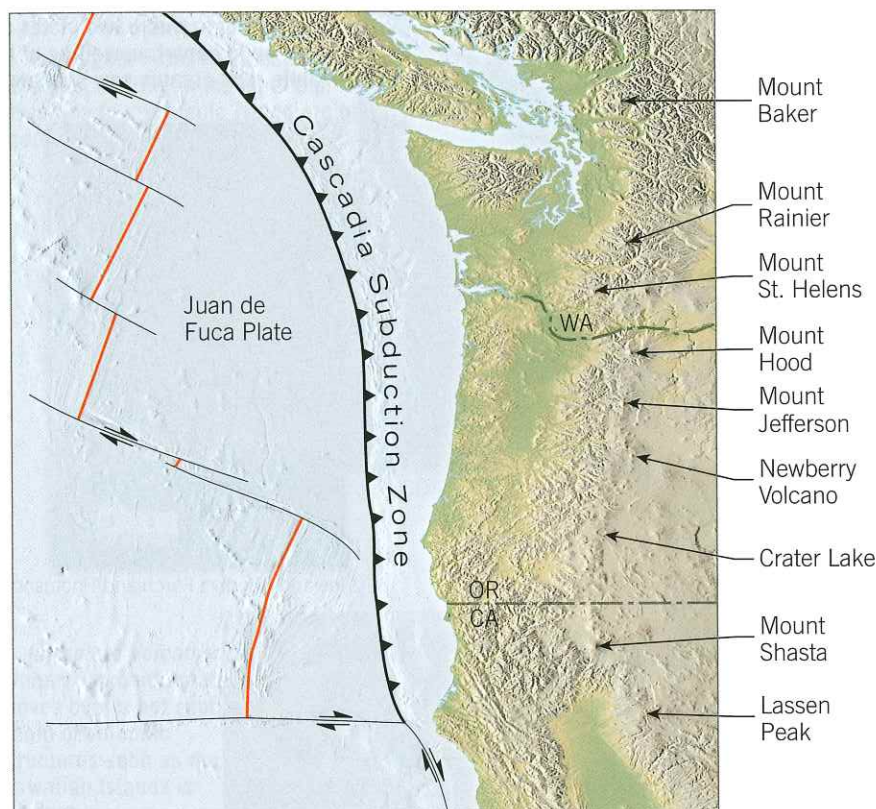 Mount
Baker
Mount
Rainier
Mount
St. Helens
Mount
Hood
Mount
Jefferson
Newberry
Volcano
Crater Lake
Mount
Shasta
Lassen
Peak
Cascadia Subduction Zone
Juan de
Fuca Plate
WA
OR
CA